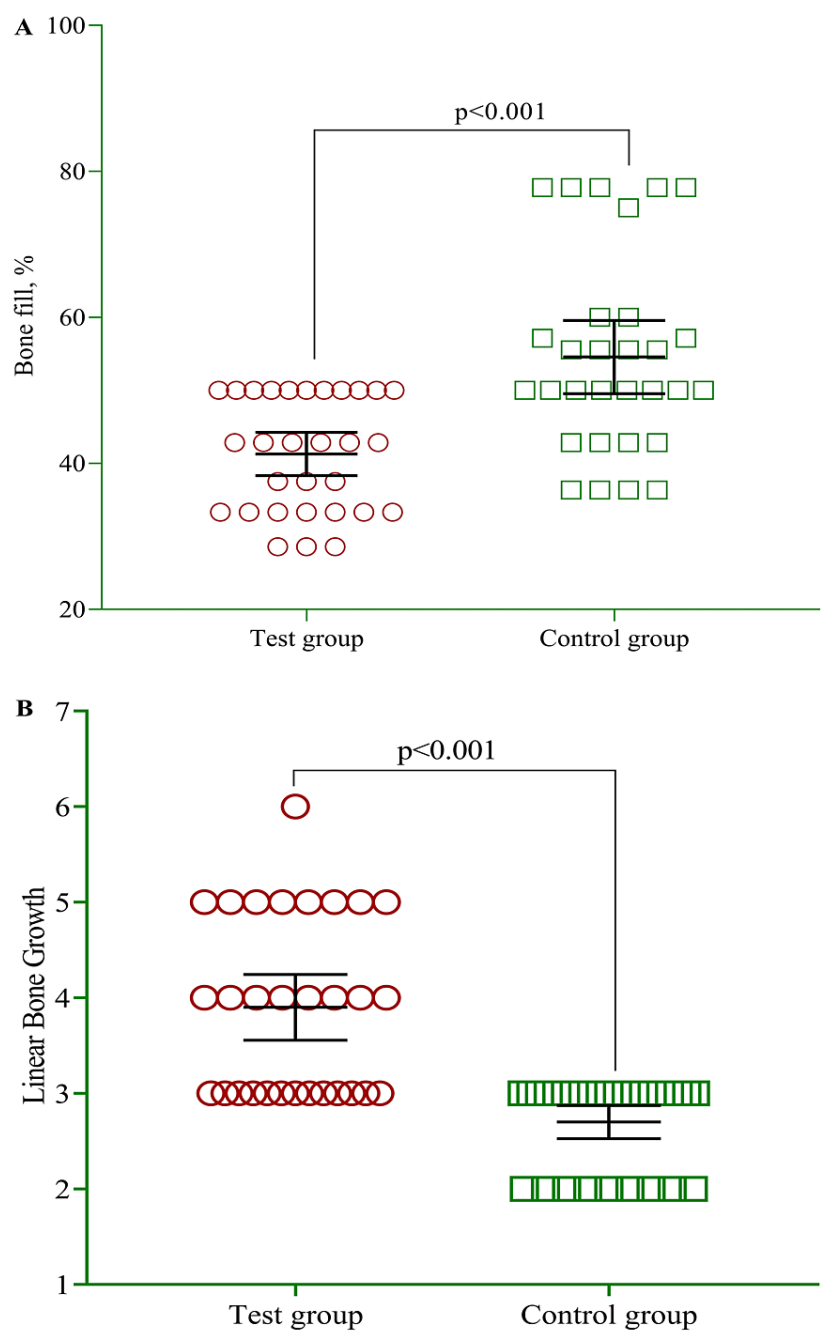 A
100
p<0.001
80
Bone fill, %
60
40
20
Test group
Control group
B
7
p<0.001
6
5
Linear Bone Growth
4
3
2
1
Test group
Control group